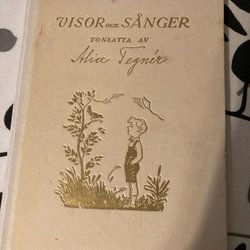 VISOR OCH SÅNGER
TONSATTA AV
Alice Tegnér